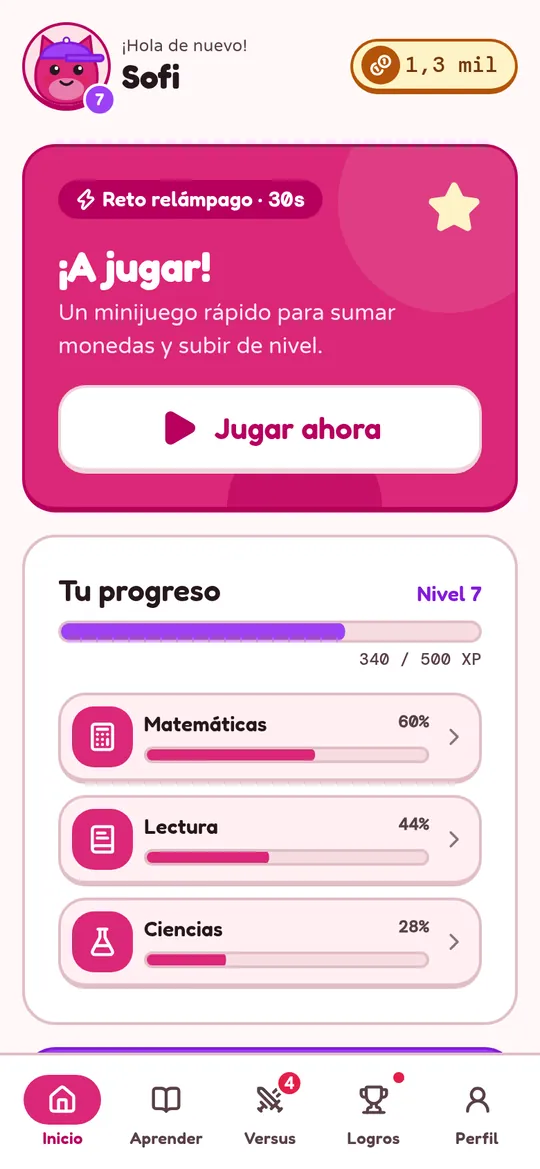 ¡Hola de nuevo!
Sofi
7
1,3 mil
Reto relámpago · 30s
¡A jugar!
Un minijuego rápido para sumar
monedas y subir de nivel.
Jugar ahora
Tu progreso
Nivel 7
340 / 500 XP
Matemáticas
60%
Lectura
44%
Ciencias
28%
4
Inicio
Aprender
Versus
Logros
Perfil